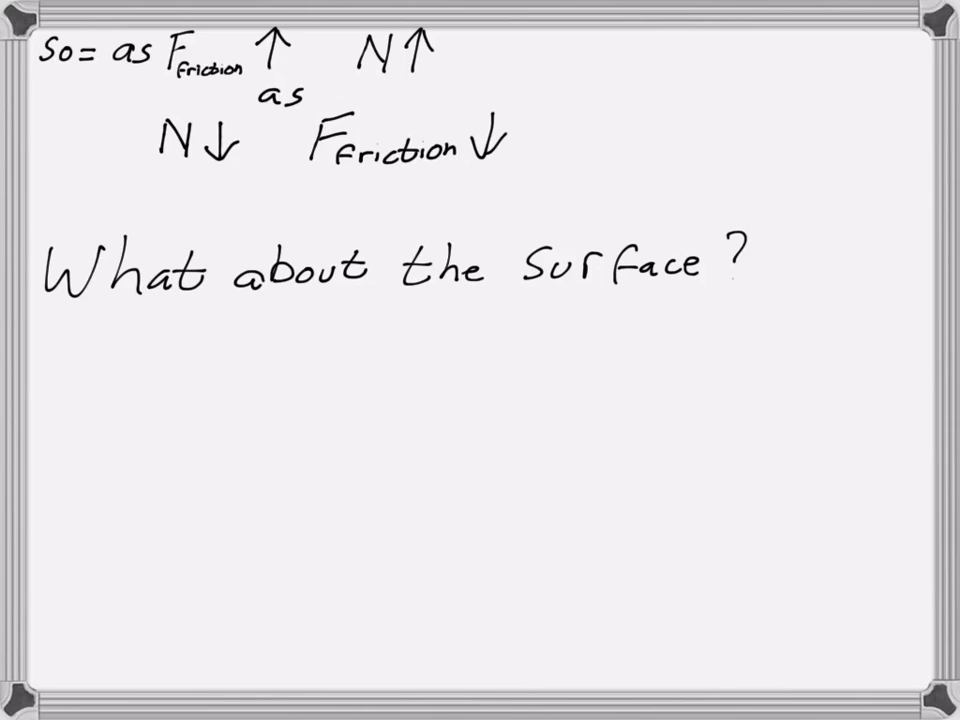 So= as Ffriction ↑ N↑
as
N↓ Ffriction ↓
What about the surface?